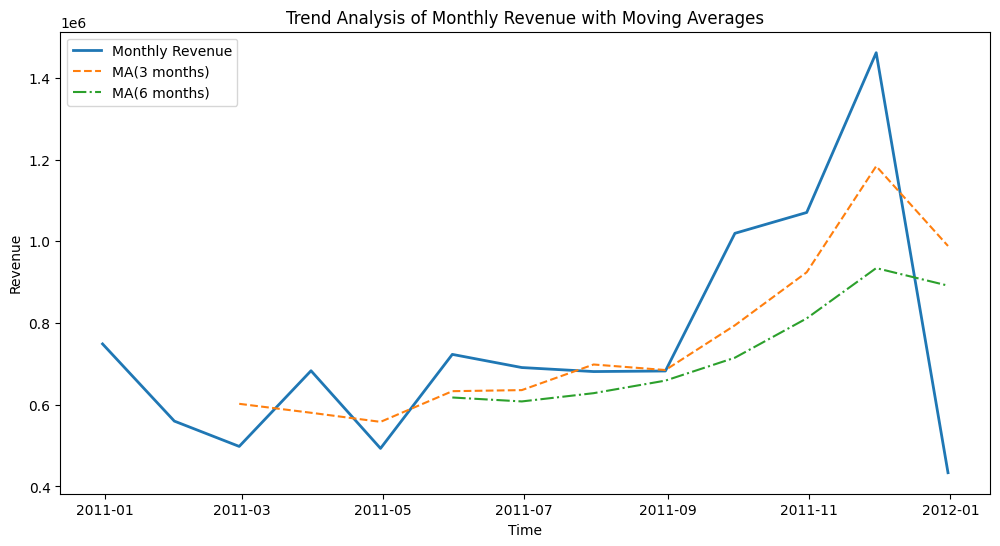 Trend Analysis of Monthly Revenue with Moving Averages
1e6
Monthly Revenue
MA(3 months)
MA(6 months)
1.4
1.2
1.0
0.8
0.6
0.4
Revenue
2011-01 2011-03 2011-05 2011-07 2011-09 2011-11 2012-01
Time